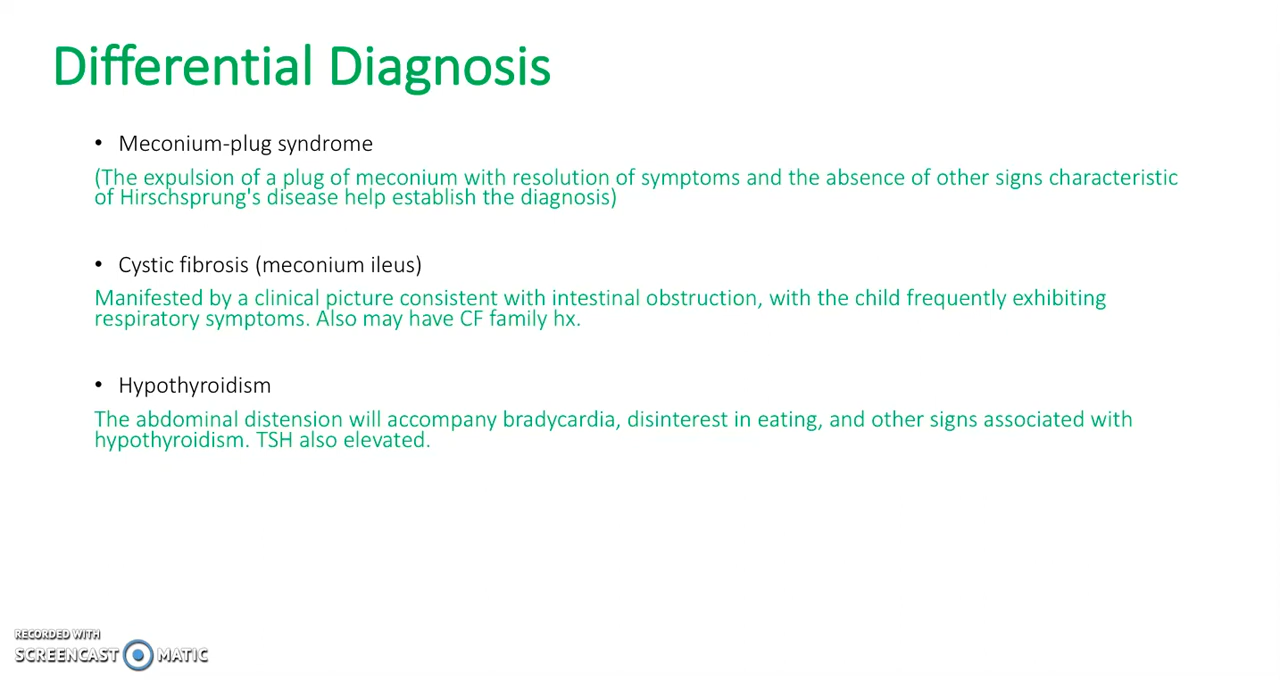 Differential Diagnosis
• Meconium-plug syndrome
(The expulsion of a plug of meconium with resolution of symptoms and the absence of other signs characteristic
of Hirschsprung's disease help establish the diagnosis)
• Cystic fibrosis (meconium ileus)
Manifested by a clinical picture consistent with intestinal obstruction, with the child frequently exhibiting
respiratory symptoms. Also may have CF family hx.
• Hypothyroidism
The abdominal distension will accompany bradycardia, disinterest in eating, and other signs associated with
hypothyroidism. TSH also elevated.
RECORDED WITH
SCREENCAST MATIC